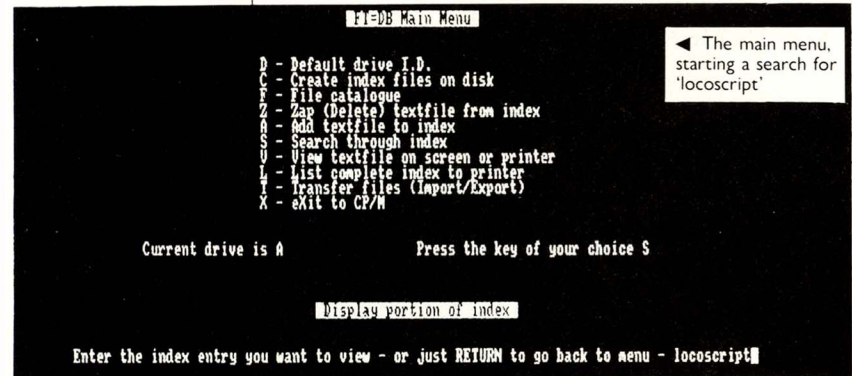 FT=DB Main Menu
◄ The main menu,
starting a search for
'locoscript'
D - Default drive I.D.
C - Create index files on disk
F - File catalogue
Z - Zap (Delete) textfile from index
A - Add textfile to index
S - Search through index
V - View textfile on screen or printer
L - List complete index to printer
T - Transfer files (Import/Export)
X - eXit to CP/M
Current drive is A Press the key of your choice S
Display portion of index
Enter the index entry you want to view - or just RETURN to go back to menu - locoscript